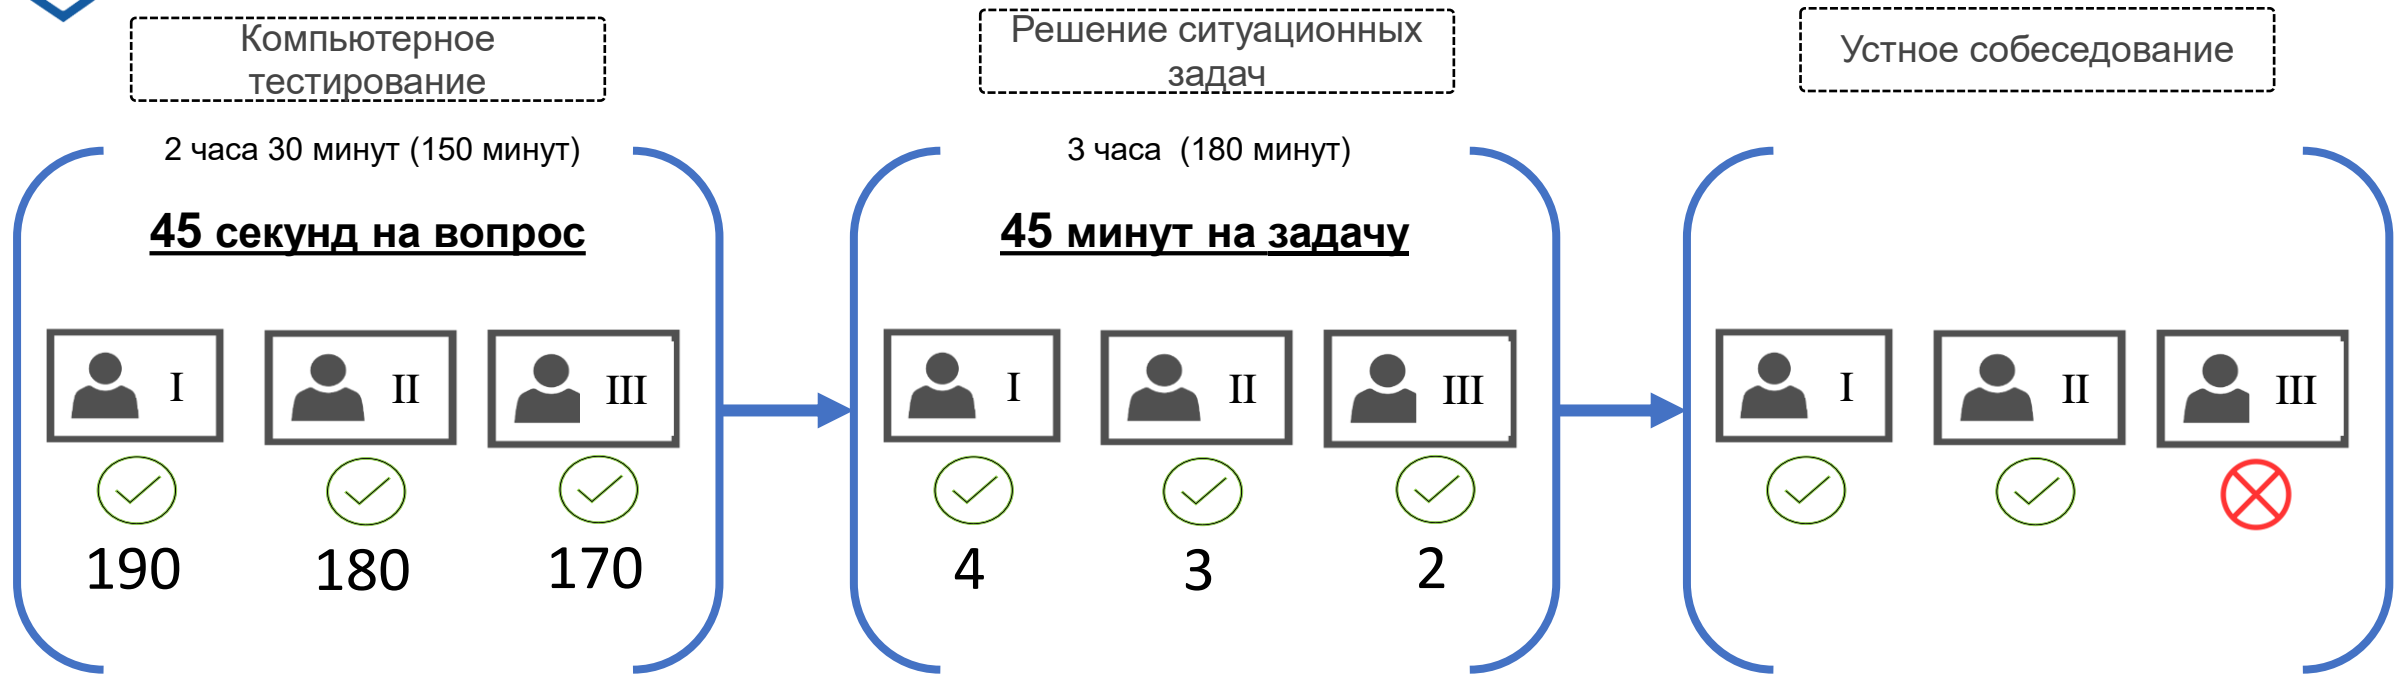 Компьютерное
тестирование
2 часа 30 минут (150 минут)
45 секунд на вопрос
I
II
III
190
180
170
Решение ситуационных
задач
3 часа  (180 минут)
45 минут на задачу
I
II
III
4
3
2
Устное собеседование
I
II
III